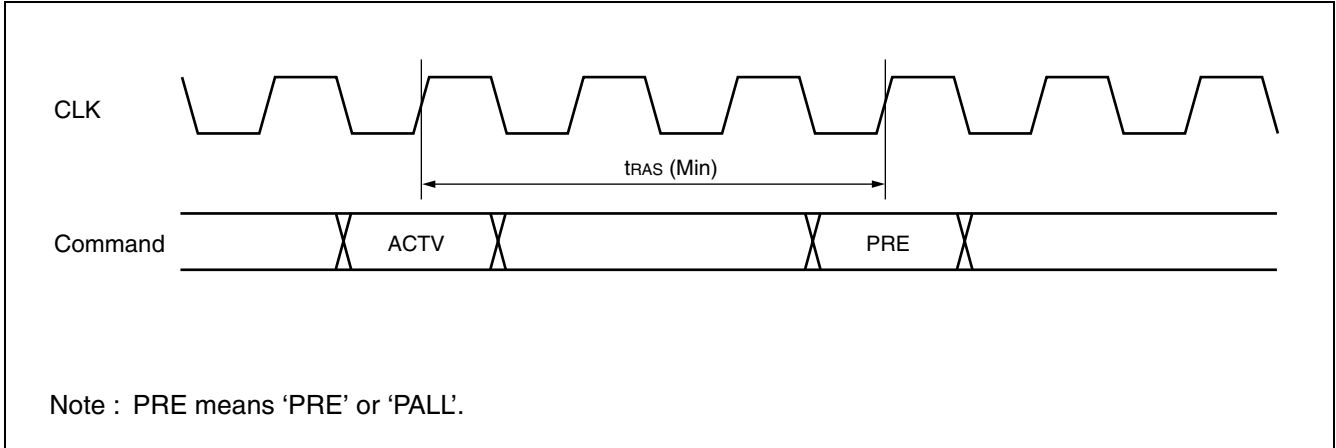 CLK
tRAS (Min)
Command
ACTV
PRE
Note : PRE means ‘PRE’ or ‘PALL’.